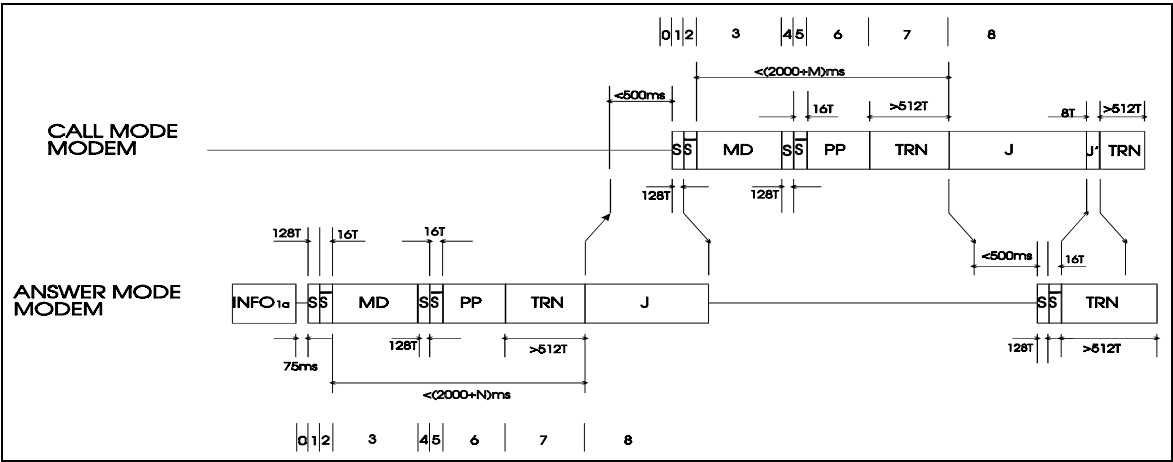 0 1 2 3 4 5 6 7 8
<(2000+M)ms
<500ms 16T >512T 8T >512T
CALL MODE
MODEM
S S̅ MD S S̅ PP TRN J J' TRN
128T 128T
128T 16T 16T <500ms 16T
ANSWER MODE
MODEM
INFO1a S S̅ MD S S̅ PP TRN J S S̅ TRN
75ms 128T >512T 128T >512T
<(2000+N)ms
0 1 2 3 4 5 6 7 8